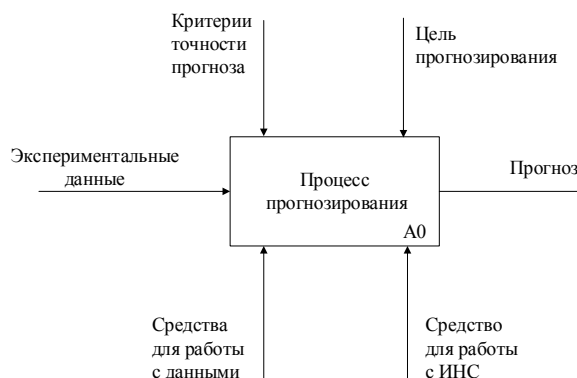 Критерии
точности
прогноза
Цель
прогнозирования
Экспериментальные
данные
Процесс
прогнозирования
A0
Прогноз
Средства
для работы
с данными
Средство
для работы
с ИНС